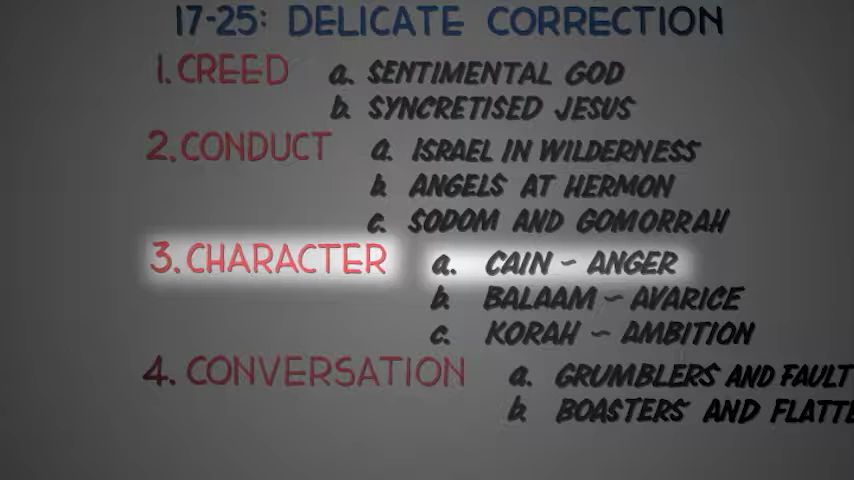 17-25: DELICATE CORRECTION
1. CREED a. SENTIMENTAL GOD
b. SYNCRETISED JESUS
2. CONDUCT a. ISRAEL IN WILDERNESS
b. ANGELS AT HERMON
c. SODOM AND GOMORRAH
3. CHARACTER a. CAIN ~ ANGER
b. BALAAM ~ AVARICE
c. KORAH ~ AMBITION
4. CONVERSATION a. GRUMBLERS AND FAULT
b. BOASTERS AND FLATTE